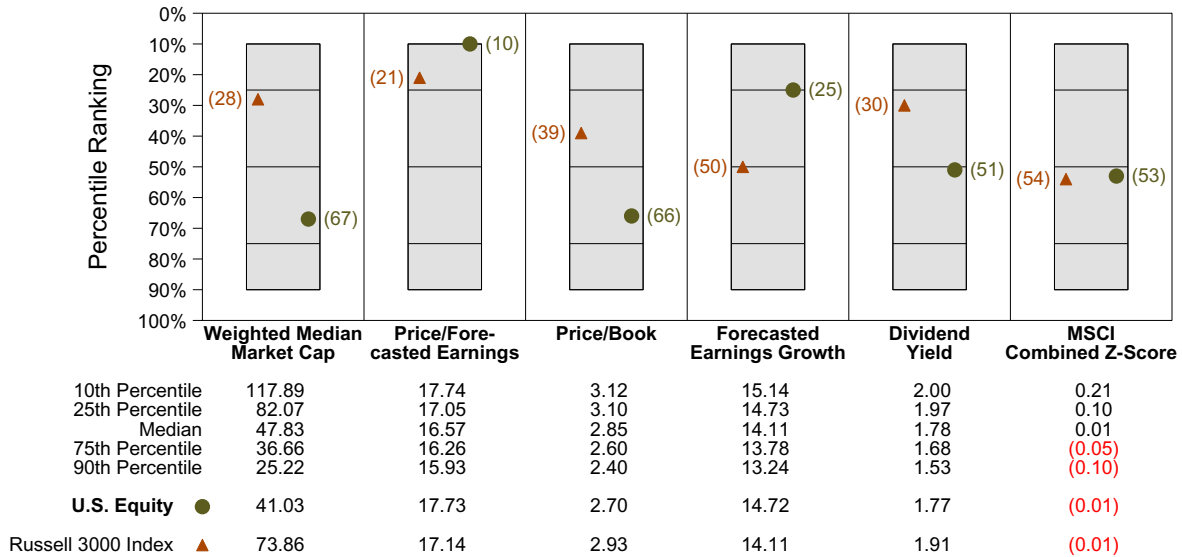 0%
10%
20%
30%
40%
50%
60%
70%
80%
90%
100%
Percentile Ranking
(28)
(67)
(21)
(10)
(39)
(66)
(50)
(25)
(30)
(51)
(54)
(53)
Weighted Median Price/Fore- Price/Book Forecasted Dividend MSCI
Market Cap casted Earnings Earnings Growth Yield Combined Z-Score
10th Percentile 117.89 17.74 3.12 15.14 2.00 0.21
25th Percentile 82.07 17.05 3.10 14.73 1.97 0.10
Median 47.83 16.57 2.85 14.11 1.78 0.01
75th Percentile 36.66 16.26 2.60 13.78 1.68 (0.05)
90th Percentile 25.22 15.93 2.40 13.24 1.53 (0.10)
U.S. Equity 41.03 17.73 2.70 14.72 1.77 (0.01)
Russell 3000 Index 73.86 17.14 2.93 14.11 1.91 (0.01)